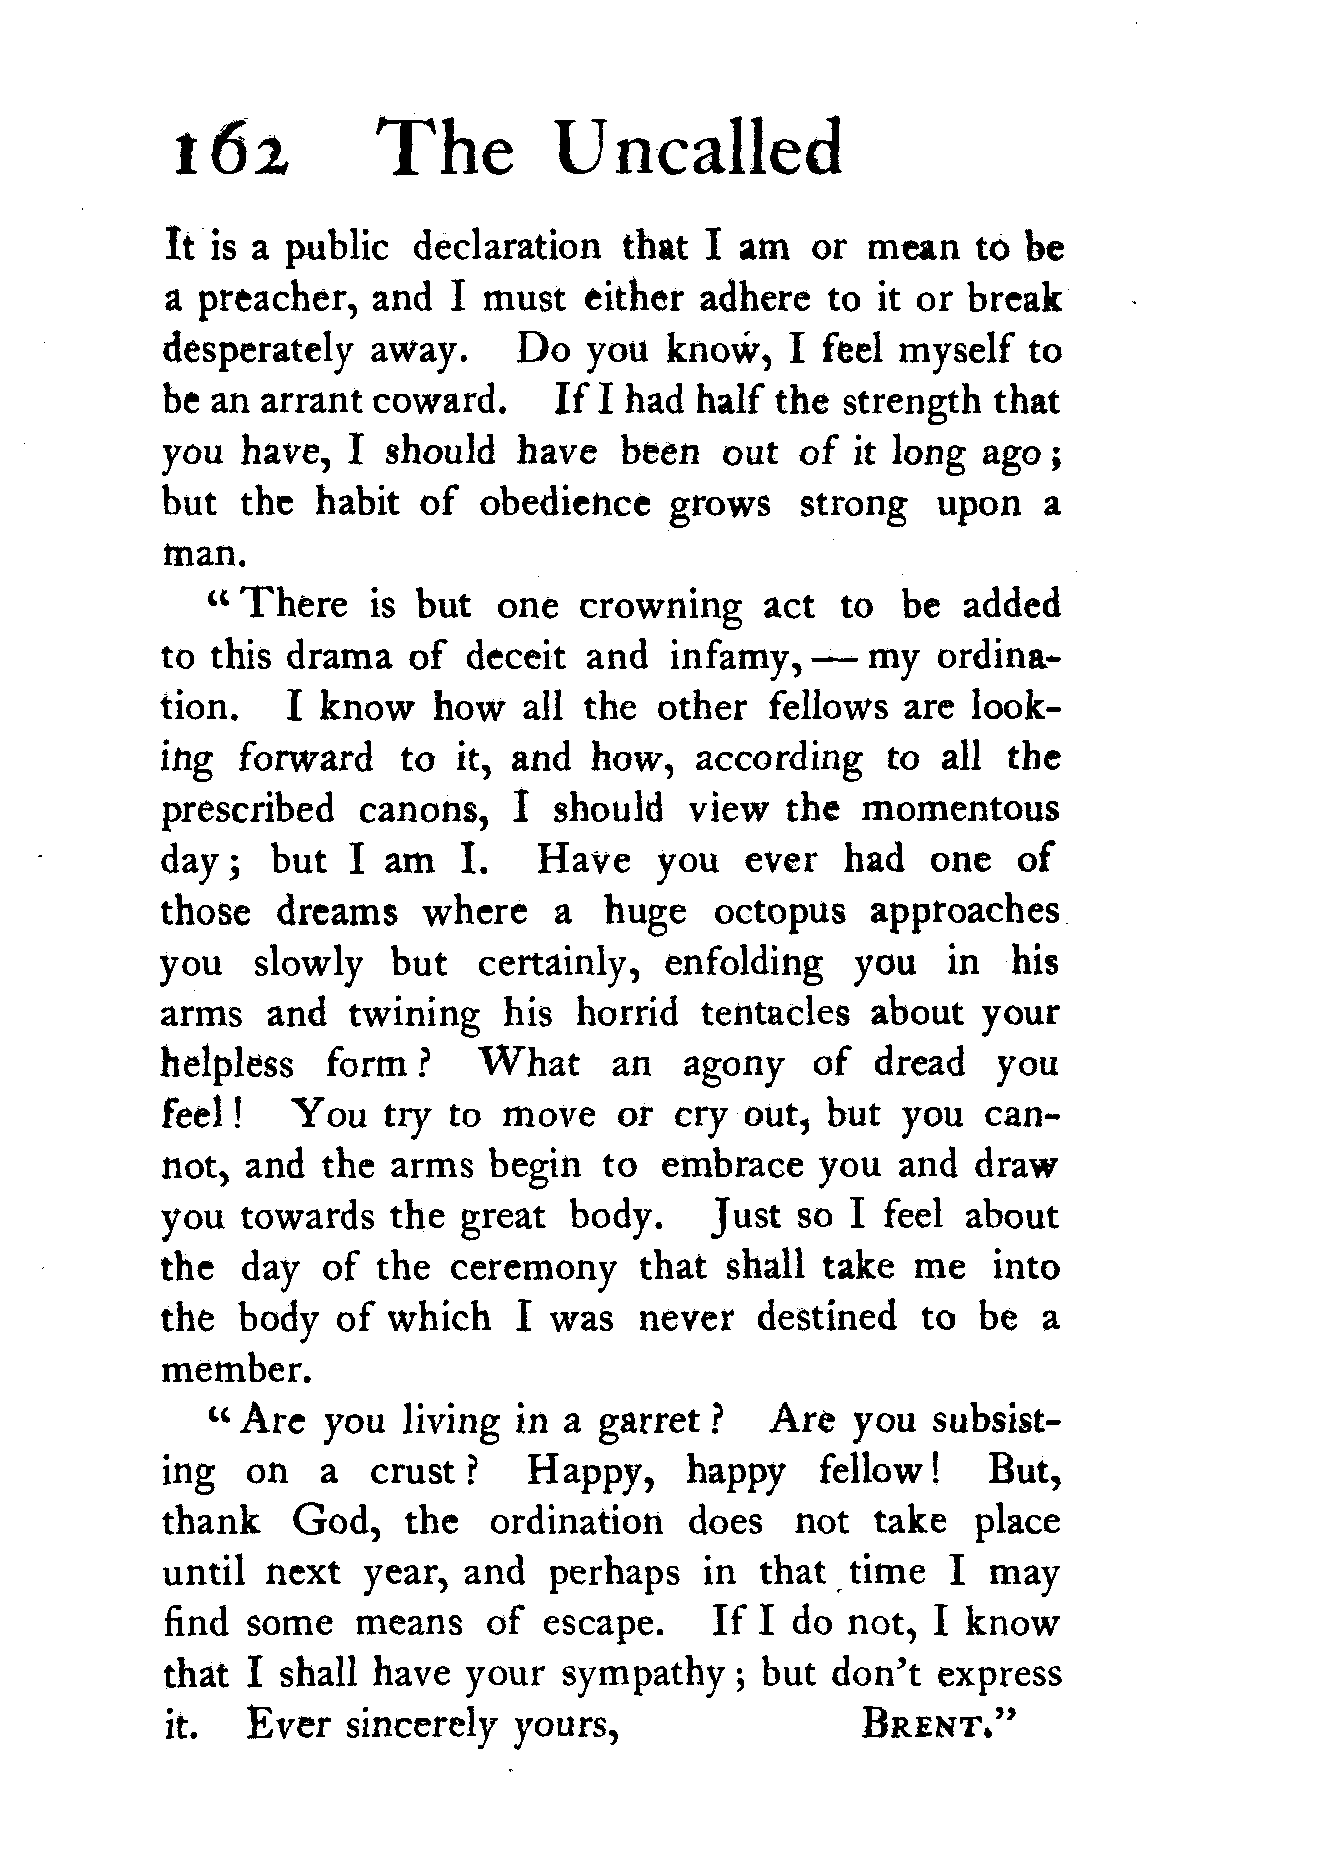 162 The Uncalled
It is a public declaration that I am or mean to be
a preacher, and I must either adhere to it or break
desperately away. Do you know, I feel myself to
be an arrant coward. If I had half the strength that
you have, I should have been out of it long ago;
but the habit of obedience grows strong upon a
man.
“There is but one crowning act to be added
to this drama of deceit and infamy, — my ordina-
tion. I know how all the other fellows are look-
ing forward to it, and how, according to all the
prescribed canons, I should view the momentous
day; but I am I. Have you ever had one of
those dreams where a huge octopus approaches
you slowly but certainly, enfolding you in his
arms and twining his horrid tentacles about your
helpless form? What an agony of dread you
feel! You try to move or cry out, but you can-
not, and the arms begin to embrace you and draw
you towards the great body. Just so I feel about
the day of the ceremony that shall take me into
the body of which I was never destined to be a
member.
“Are you living in a garret? Are you subsist-
ing on a crust? Happy, happy fellow! But,
thank God, the ordination does not take place
until next year, and perhaps in that time I may
find some means of escape. If I do not, I know
that I shall have your sympathy; but don’t express
it. Ever sincerely yours, BRENT.”